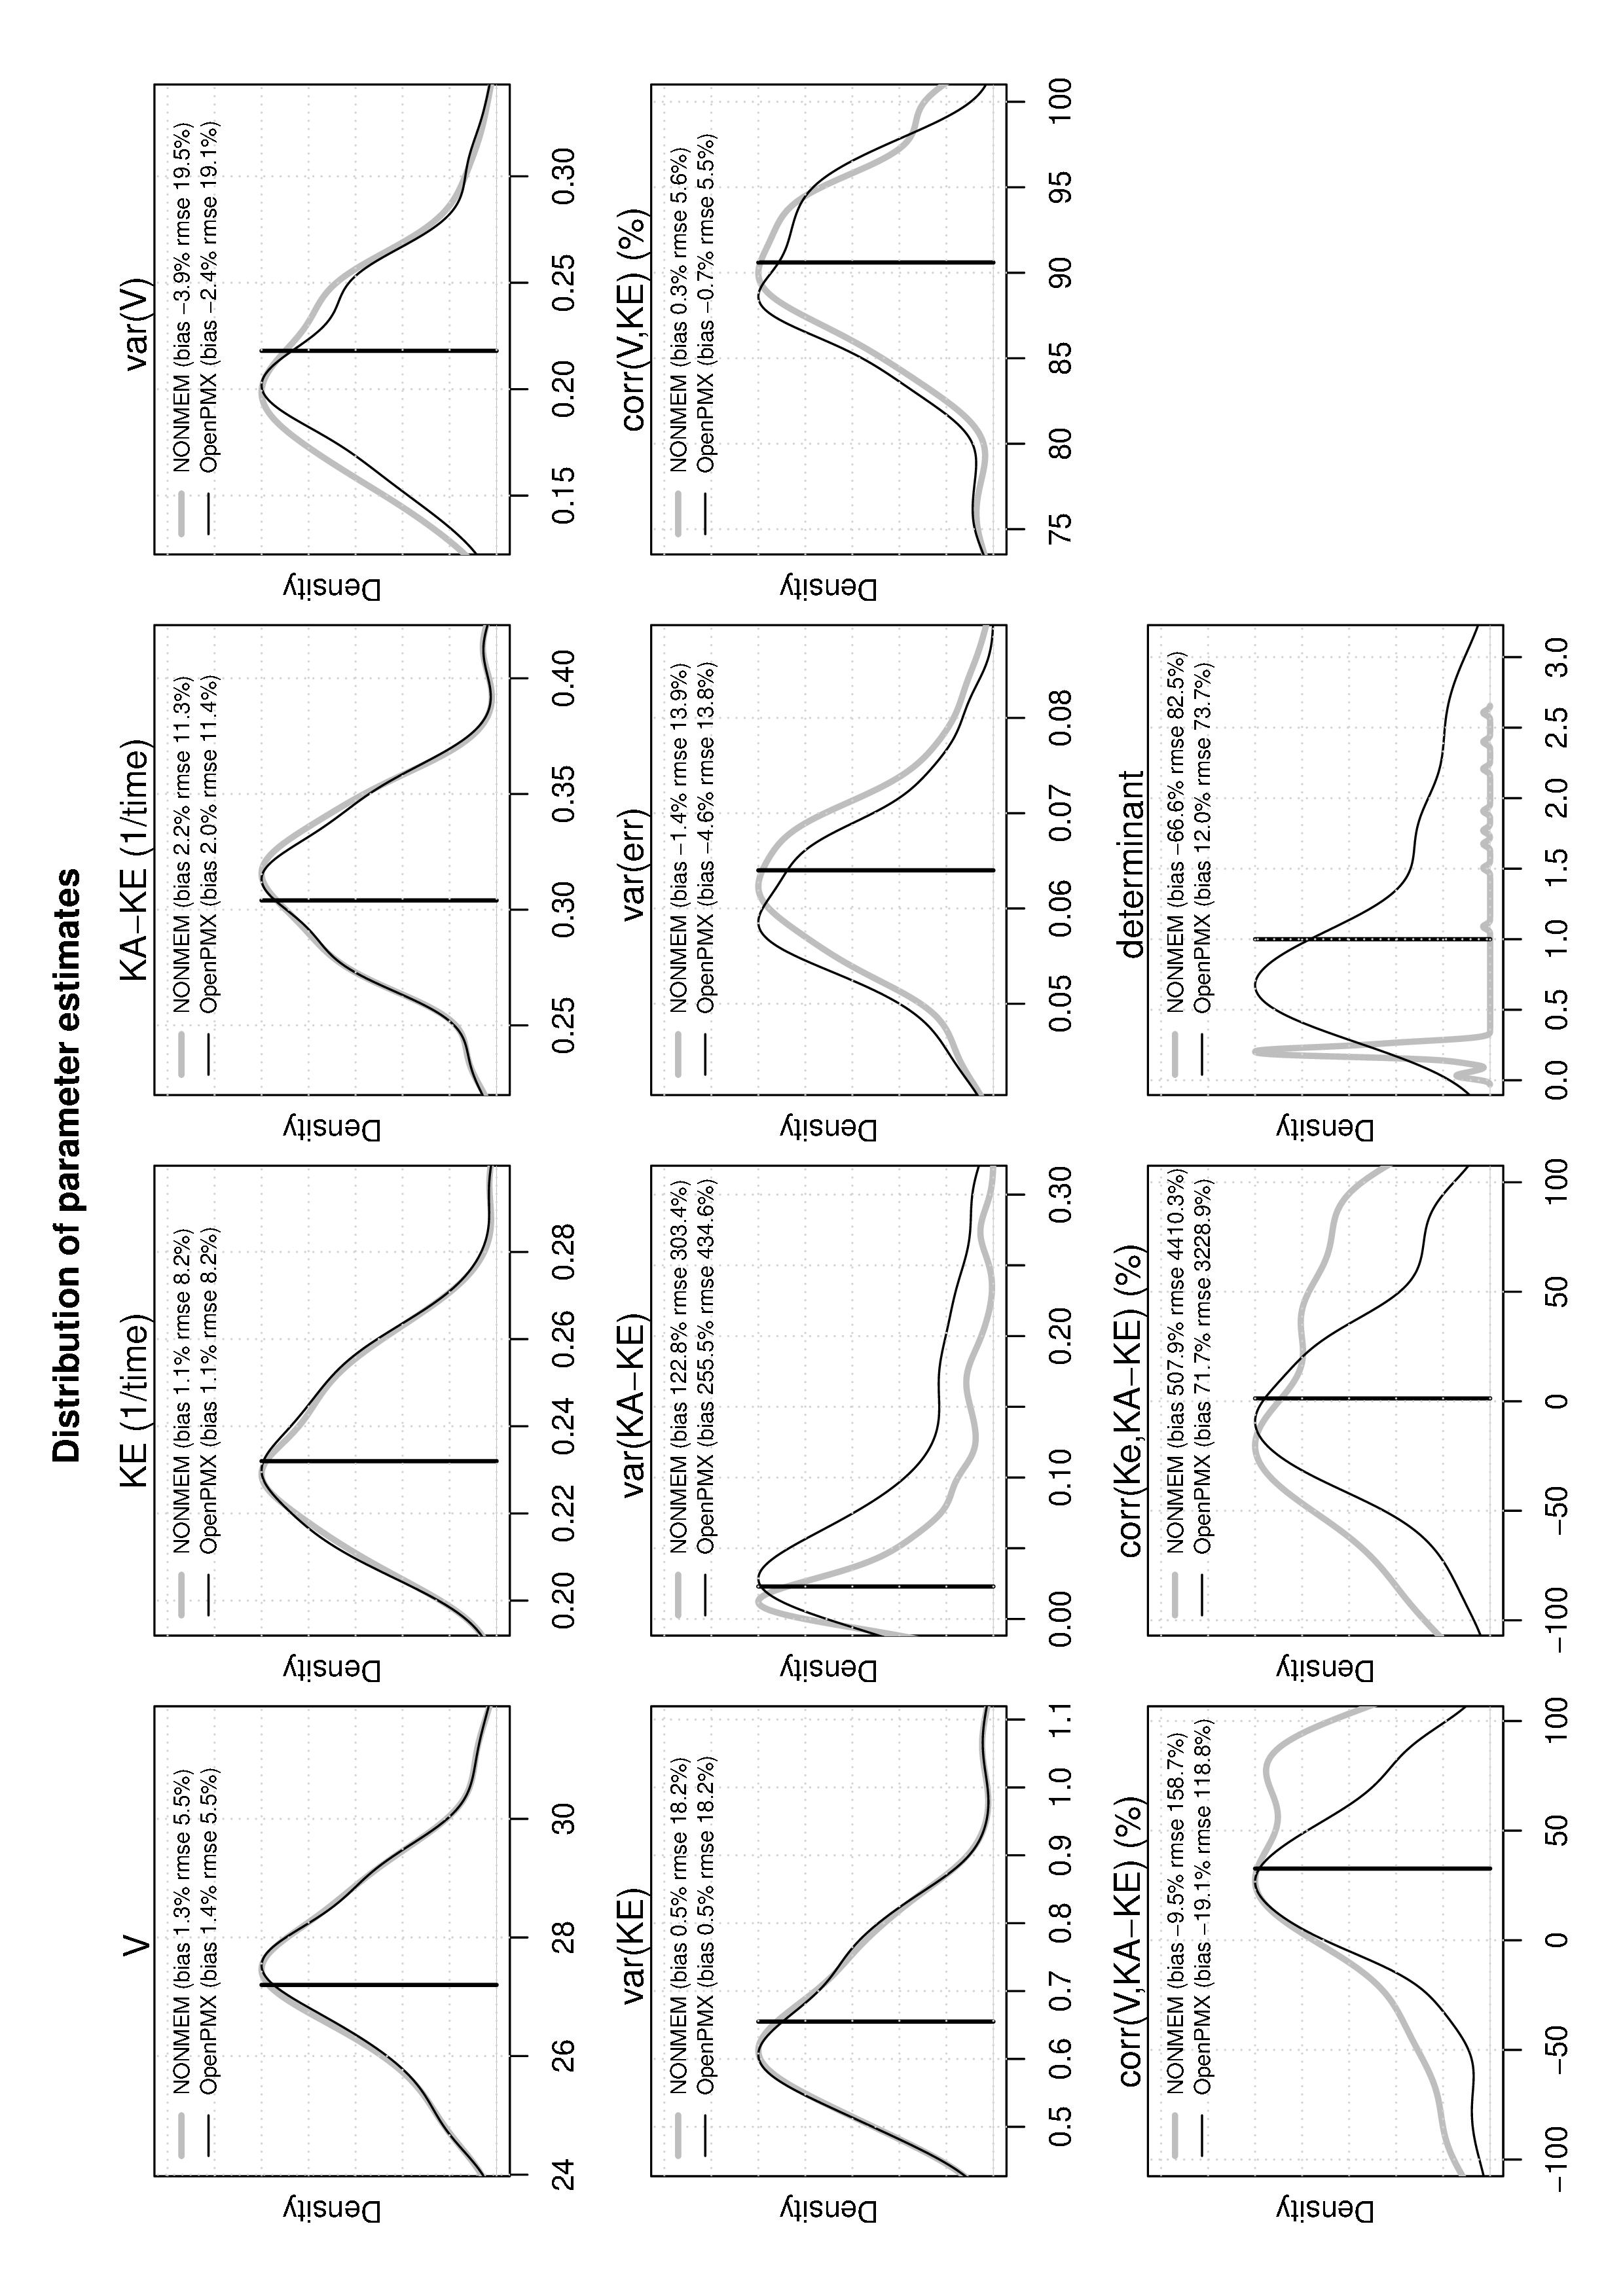 Distribution of parameter estimates
V
NONMEM (bias 1.3% rmse 5.5%)
OpenPMX (bias 1.4% rmse 5.5%)
Density
24 26 28 30
KE (1/time)
NONMEM (bias 1.1% rmse 8.2%)
OpenPMX (bias 1.1% rmse 8.2%)
Density
0.20 0.22 0.24 0.26 0.28
KA−KE (1/time)
NONMEM (bias 2.2% rmse 11.3%)
OpenPMX (bias 2.0% rmse 11.4%)
Density
0.25 0.30 0.35 0.40
var(V)
NONMEM (bias −3.9% rmse 19.5%)
OpenPMX (bias −2.4% rmse 19.1%)
Density
0.15 0.20 0.25 0.30
var(KE)
NONMEM (bias 0.5% rmse 18.2%)
OpenPMX (bias 0.5% rmse 18.2%)
Density
0.5 0.6 0.7 0.8 0.9 1.0 1.1
var(KA−KE)
NONMEM (bias 122.8% rmse 303.4%)
OpenPMX (bias 255.5% rmse 434.6%)
Density
0.00 0.10 0.20 0.30
var(err)
NONMEM (bias −1.4% rmse 13.9%)
OpenPMX (bias −4.6% rmse 13.8%)
Density
0.05 0.06 0.07 0.08
corr(V,KE) (%)
NONMEM (bias 0.3% rmse 5.6%)
OpenPMX (bias −0.7% rmse 5.5%)
Density
75 80 85 90 95 100
corr(V,KA−KE) (%)
NONMEM (bias −9.5% rmse 158.7%)
OpenPMX (bias −19.1% rmse 118.8%)
Density
−100 −50 0 50 100
corr(Ke,KA−KE) (%)
NONMEM (bias 507.9% rmse 4410.3%)
OpenPMX (bias 71.7% rmse 3228.9%)
Density
−100 −50 0 50 100
determinant
NONMEM (bias −66.6% rmse 82.5%)
OpenPMX (bias 12.0% rmse 73.7%)
Density
0.0 0.5 1.0 1.5 2.0 2.5 3.0